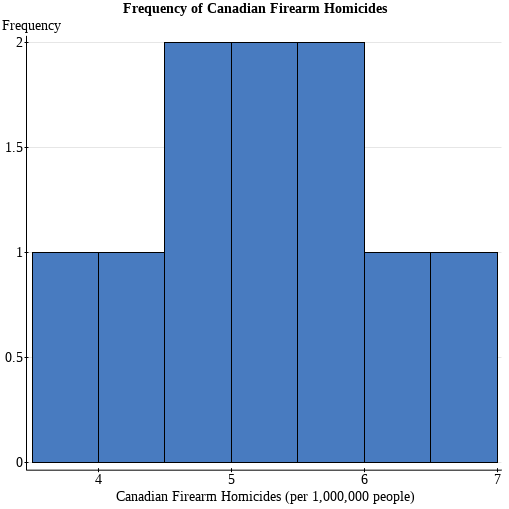 Frequency of Canadian Firearm Homicides
Frequency
2
1.5
1
0.5
0
4 5 6 7
Canadian Firearm Homicides (per 1,000,000 people)